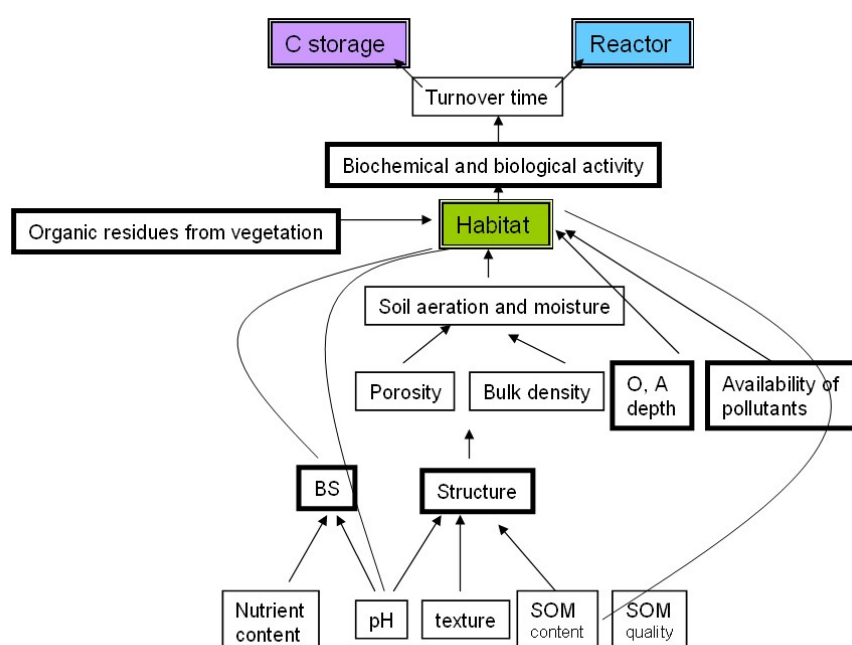 C storage
Reactor
Turnover time
Biochemical and biological activity
Organic residues from vegetation
Habitat
Soil aeration and moisture
Porosity
Bulk density
O, A
depth
Availability of
pollutants
BS
Structure
Nutrient
content
pH
texture
SOM
content
SOM
quality